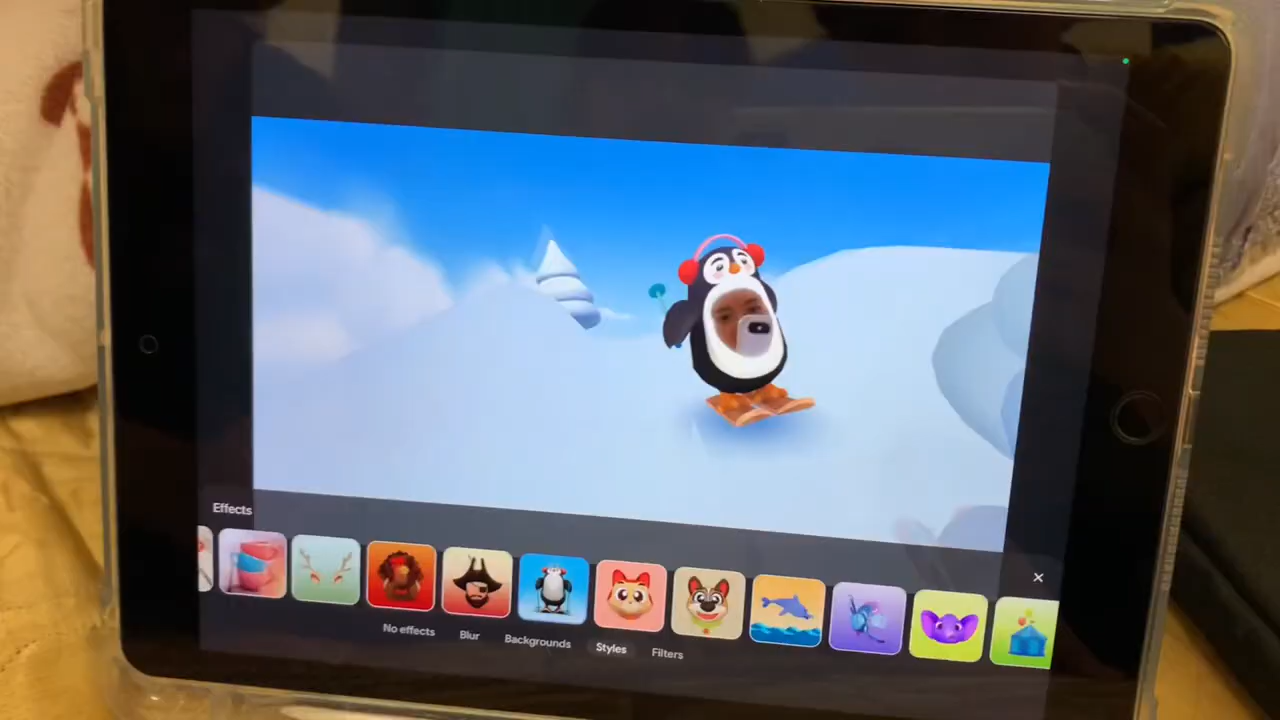 Effects
No effects
Blur
Backgrounds
Styles
Filters